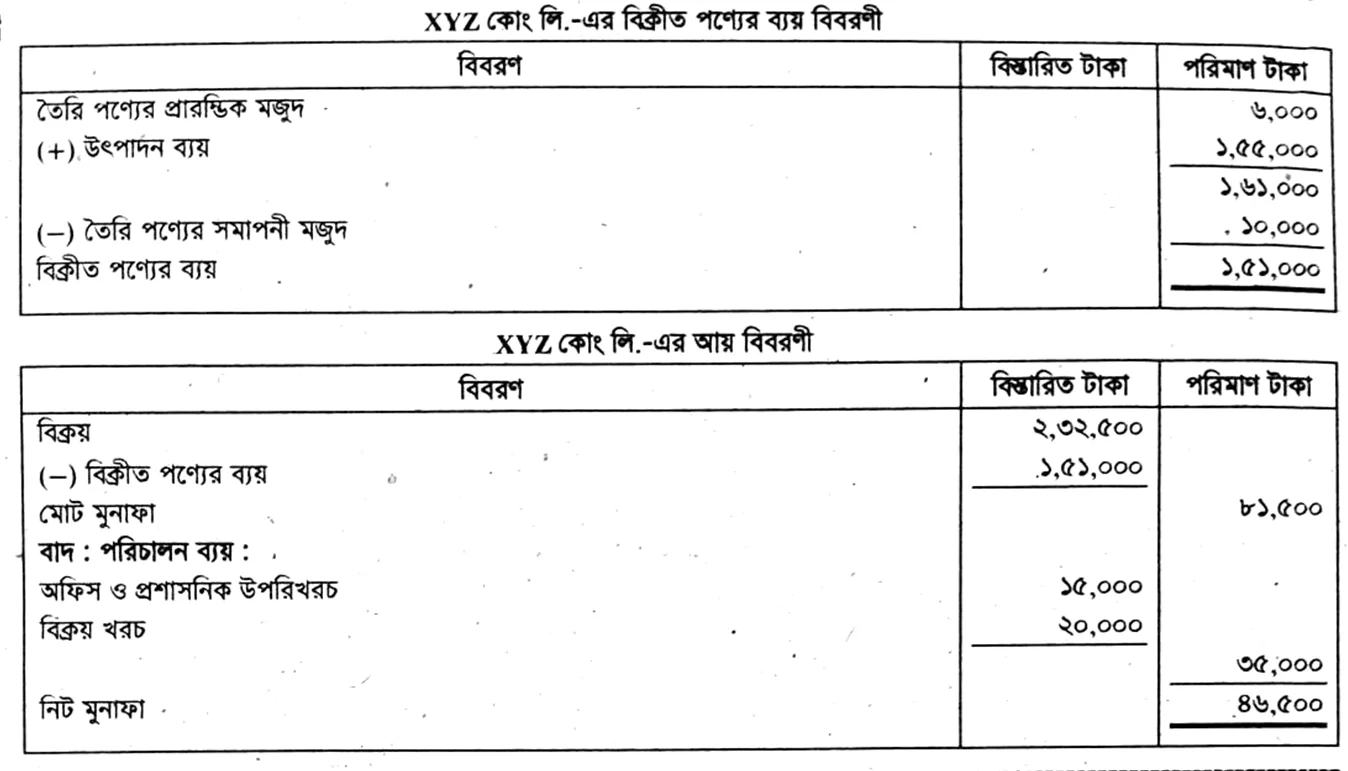 XYZ কোং লি.-এর বিক্রীত পণ্যের ব্যয় বিবরণী
বিবরণ বিস্তারিত টাকা পরিমাণ টাকা
তৈরি পণ্যের প্রারম্ভিক মজুদ ৬,০০০
(+) উৎপাদন ব্যয় ১,৫৫,০০০
১,৬১,০০০
(–) তৈরি পণ্যের সমাপনী মজুদ ১০,০০০
বিক্রীত পণ্যের ব্যয় ১,৫১,০০০
XYZ কোং লি.-এর আয় বিবরণী
বিবরণ বিস্তারিত টাকা পরিমাণ টাকা
বিক্রয় ২,৩২,৫০০
(–) বিক্রীত পণ্যের ব্যয় ১,৫১,০০০
মোট মুনাফা ৮১,৫০০
বাদ : পরিচালন ব্যয় :
অফিস ও প্রশাসনিক উপরিখরচ ১৫,০০০
বিক্রয় খরচ ২০,০০০
৩৫,০০০
নিট মুনাফা ৪৬,৫০০